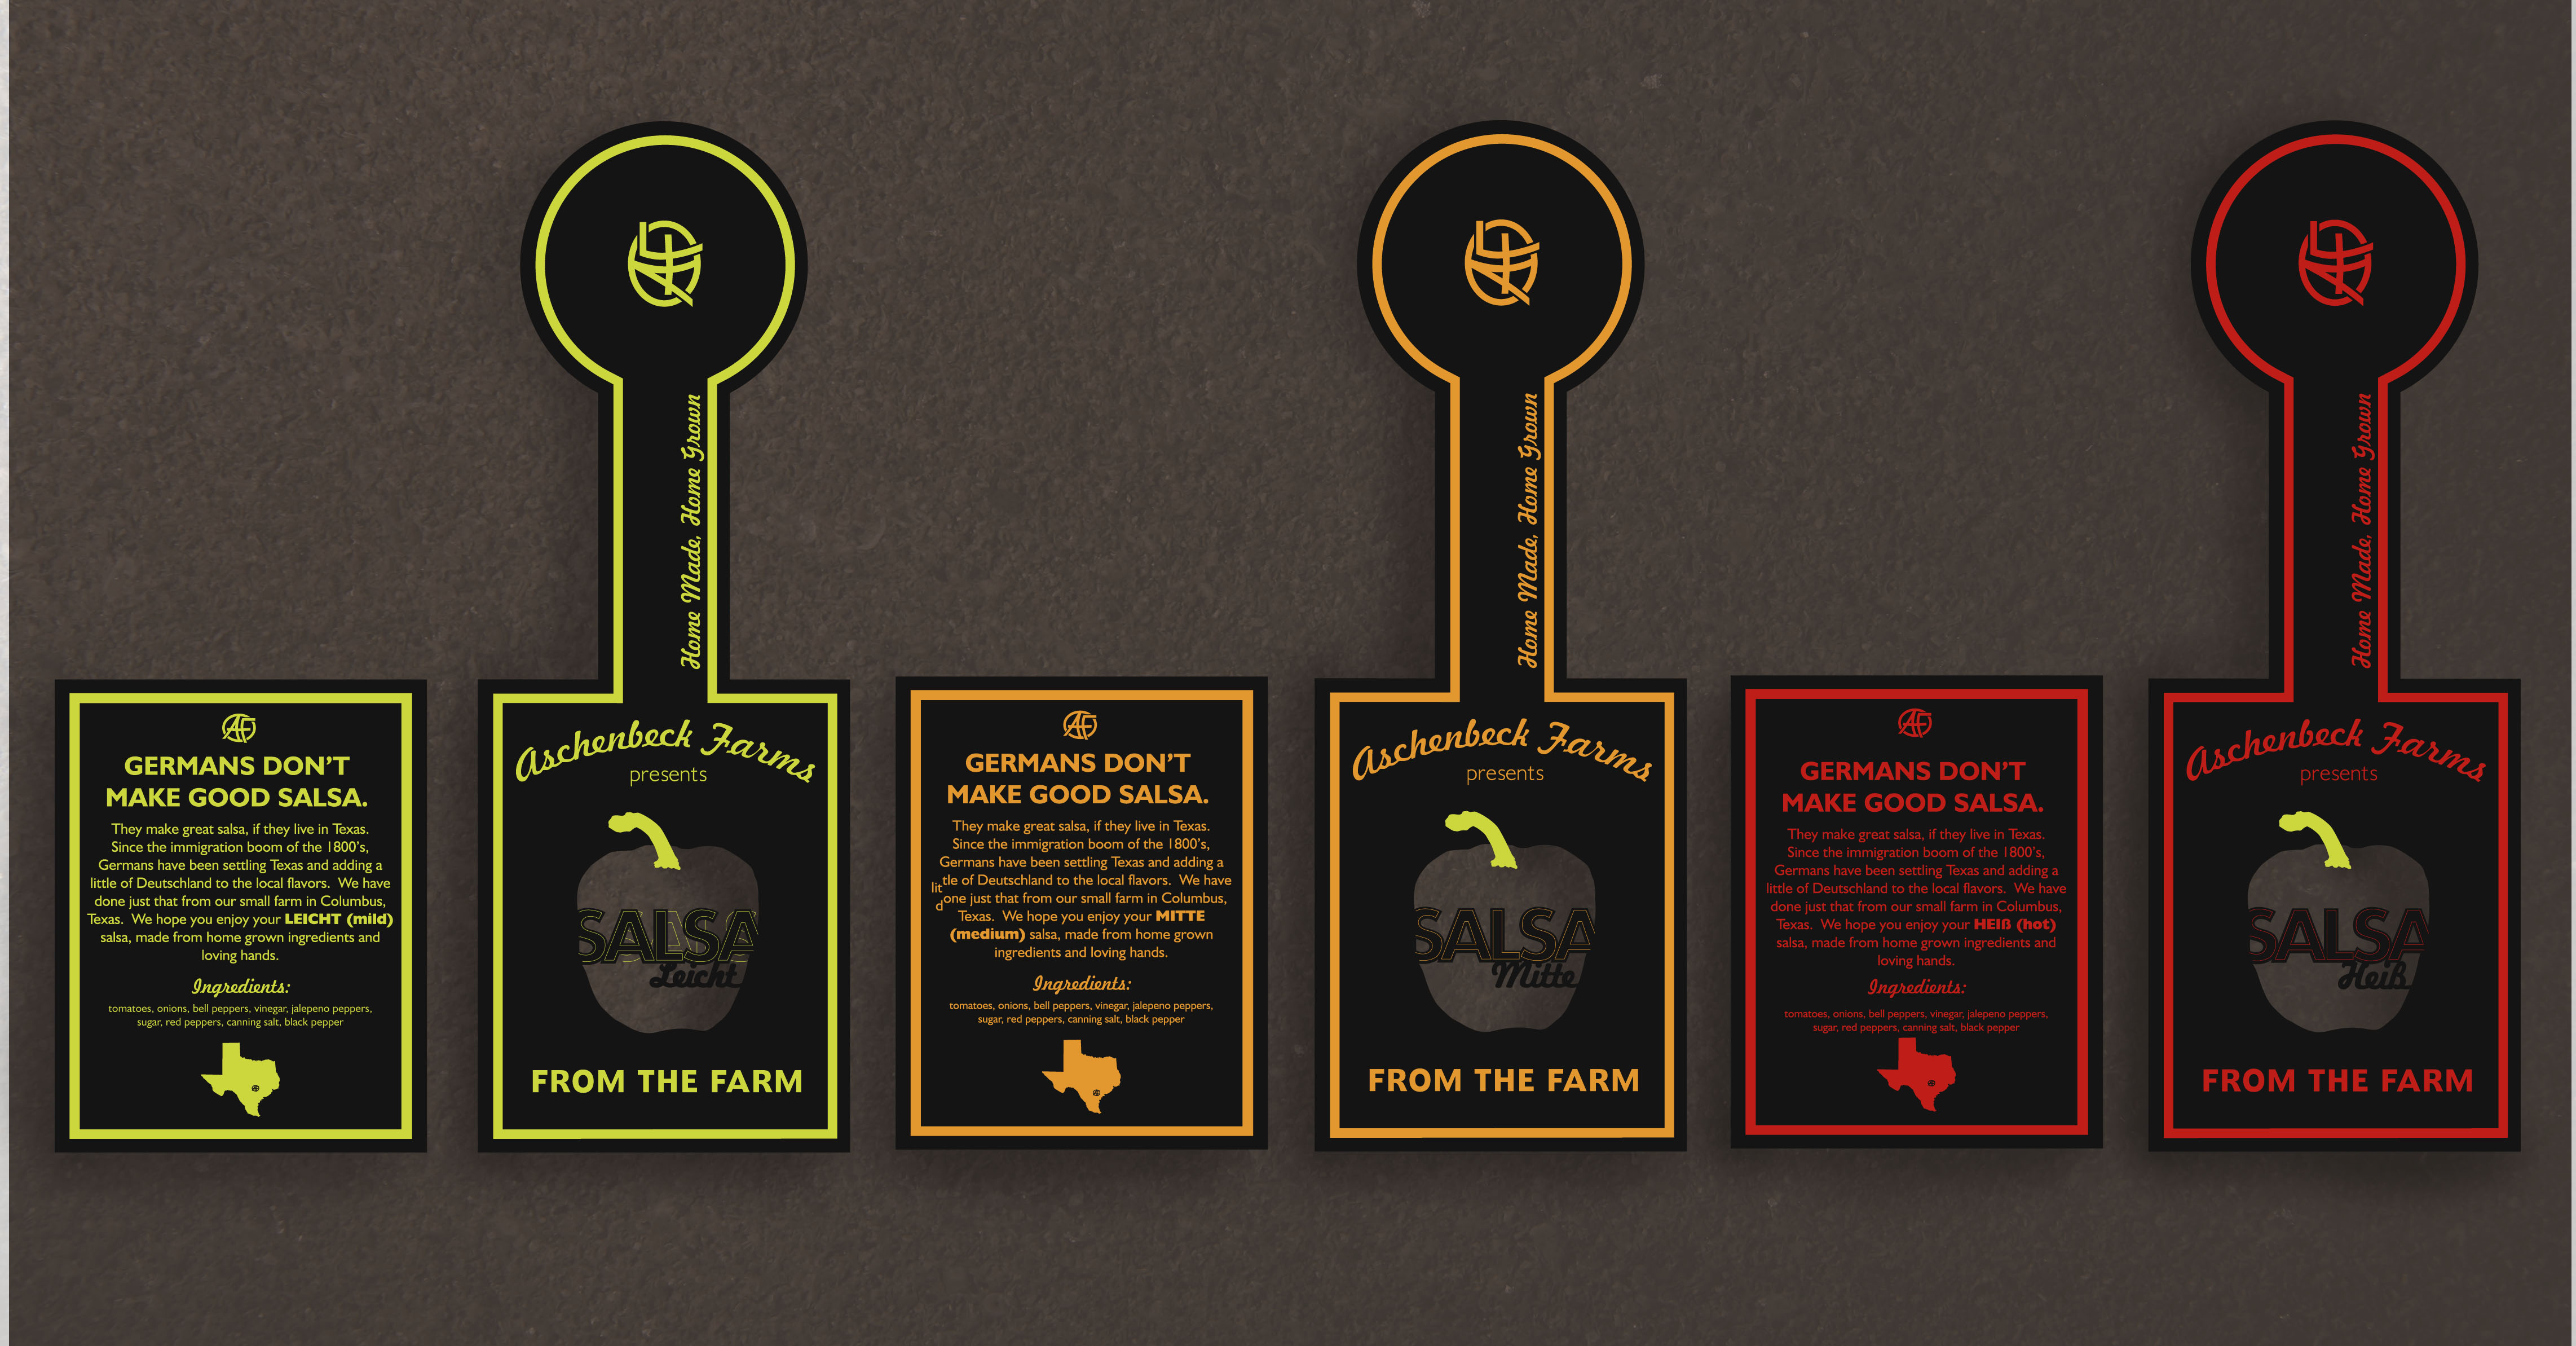 AF
GERMANS DON'T
MAKE GOOD SALSA.
They make great salsa, if they live in Texas.
Since the immigration boom of the 1800's,
Germans have been settling Texas and adding a
little of Deutschland to the local flavors.  We have
done just that from our small farm in Columbus,
Texas.  We hope you enjoy your LEICHT (mild)
salsa, made from home grown ingredients and
loving hands.
Ingredients:
tomatoes, onions, bell peppers, vinegar, jalepeno peppers,
sugar, red peppers, canning salt, black pepper
Home Made, Home Grown
Aschenbeck Farms
presents
SALSA
Leicht
FROM THE FARM
AF
GERMANS DON'T
MAKE GOOD SALSA.
They make great salsa, if they live in Texas.
Since the immigration boom of the 1800's,
Germans have been settling Texas and adding a
little of Deutschland to the local flavors.  We have
done just that from our small farm in Columbus,
Texas.  We hope you enjoy your MITTE
(medium) salsa, made from home grown
ingredients and loving hands.
Ingredients:
tomatoes, onions, bell peppers, vinegar, jalepeno peppers,
sugar, red peppers, canning salt, black pepper
Home Made, Home Grown
Aschenbeck Farms
presents
SALSA
Mitte
FROM THE FARM
AF
GERMANS DON'T
MAKE GOOD SALSA.
They make great salsa, if they live in Texas.
Since the immigration boom of the 1800's,
Germans have been settling Texas and adding a
little of Deutschland to the local flavors.  We have
done just that from our small farm in Columbus,
Texas.  We hope you enjoy your HEIß (hot)
salsa, made from home grown ingredients and
loving hands.
Ingredients:
tomatoes, onions, bell peppers, vinegar, jalepeno peppers,
sugar, red peppers, canning salt, black pepper
Home Made, Home Grown
Aschenbeck Farms
presents
SALSA
Heiß
FROM THE FARM